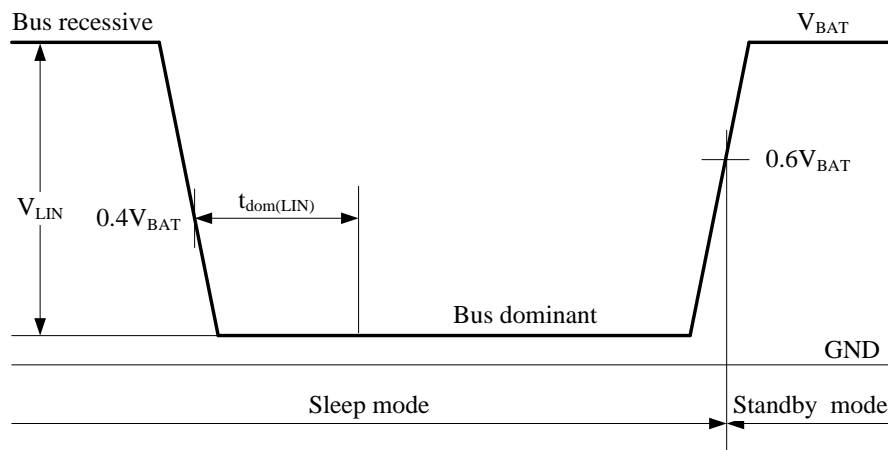 Bus recessive
V_BAT
0.6V_BAT
V_LIN
0.4V_BAT
t_dom(LIN)
Bus dominant
GND
Sleep mode
Standby mode